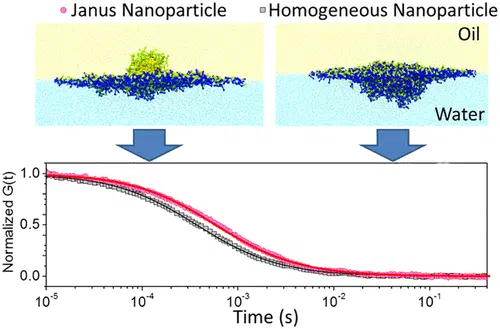 Janus Nanoparticle
Homogeneous Nanoparticle
Oil
Water
Normalized G(t)
1.0
0.5
0.0
10⁻⁵
10⁻⁴
10⁻³
10⁻²
10⁻¹
Time (s)